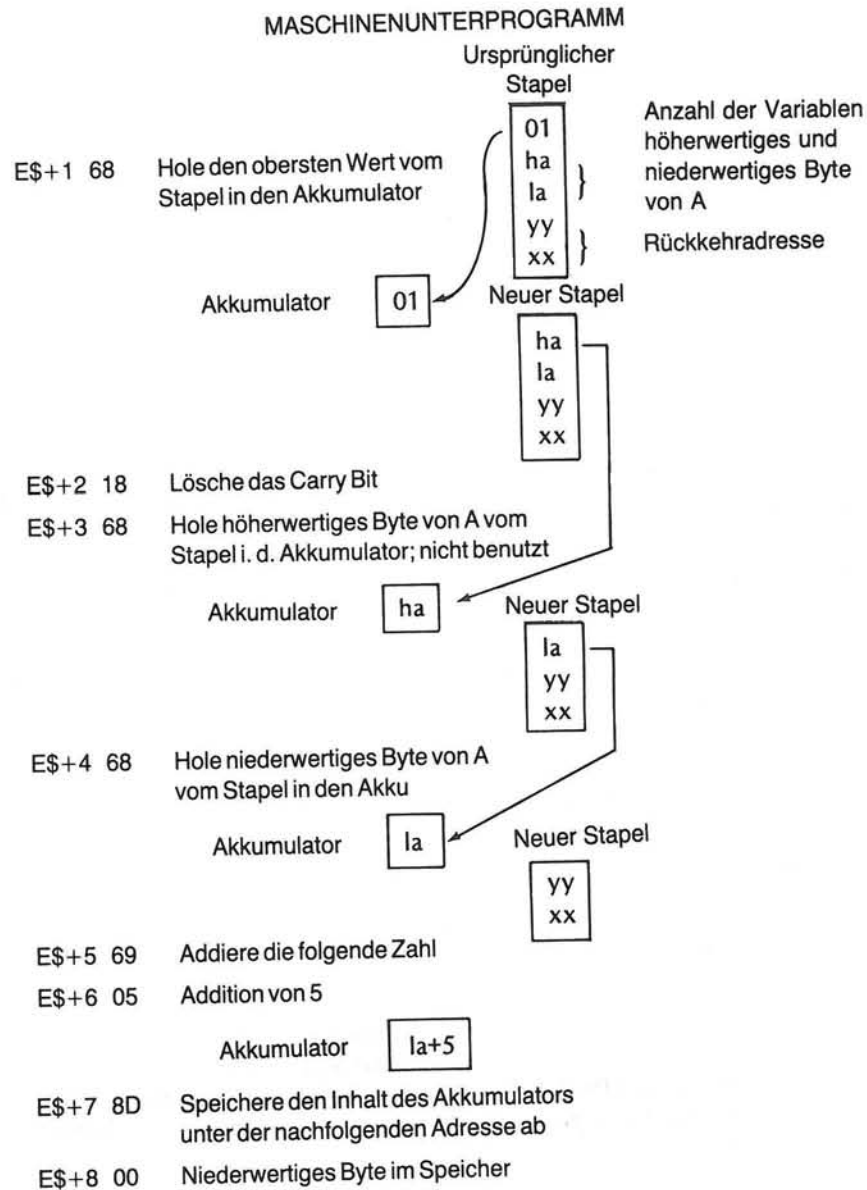 MASCHINENUNTERPROGRAMM
Ursprünglicher
Stapel
E$+1 68 Hole den obersten Wert vom
Stapel in den Akkumulator
01
ha
la
yy
xx
}
}
Anzahl der Variablen
höherwertiges und
niederwertiges Byte
von A
Rückkehradresse
Akkumulator 01
Neuer Stapel
ha
la
yy
xx
E$+2 18 Lösche das Carry Bit
E$+3 68 Hole höherwertiges Byte von A vom
Stapel i. d. Akkumulator; nicht benutzt
Akkumulator ha
Neuer Stapel
la
yy
xx
E$+4 68 Hole niederwertiges Byte von A
vom Stapel in den Akku
Akkumulator la
Neuer Stapel
yy
xx
E$+5 69 Addiere die folgende Zahl
E$+6 05 Addition von 5
Akkumulator la+5
E$+7 8D Speichere den Inhalt des Akkumulators
unter der nachfolgenden Adresse ab
E$+8 00 Niederwertiges Byte im Speicher